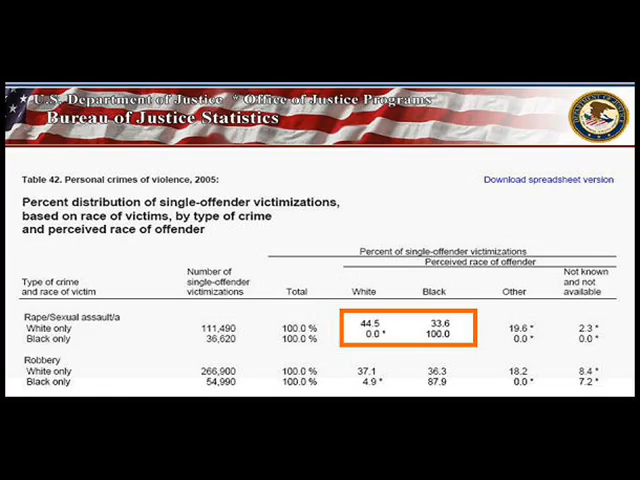 U.S. Department of Justice * Office of Justice Programs
Bureau of Justice Statistics
Table 42. Personal crimes of violence, 2005:
Download spreadsheet version
Percent distribution of single-offender victimizations,
based on race of victims, by type of crime
and perceived race of offender
Percent of single-offender victimizations
Perceived race of offender
Type of crime and race of victim
Number of single-offender victimizations
Total
White
Black
Other
Not known and not available
Rape/Sexual assault/a
White only 111,490 100.0 % 44.5 33.6 19.6 * 2.3 *
Black only 36,620 100.0 % 0.0 * 100.0 0.0 * 0.0 *
Robbery
White only 266,900 100.0 % 37.1 36.3 18.2 8.4 *
Black only 54,990 100.0 % 4.9 * 87.9 0.0 * 7.2 *